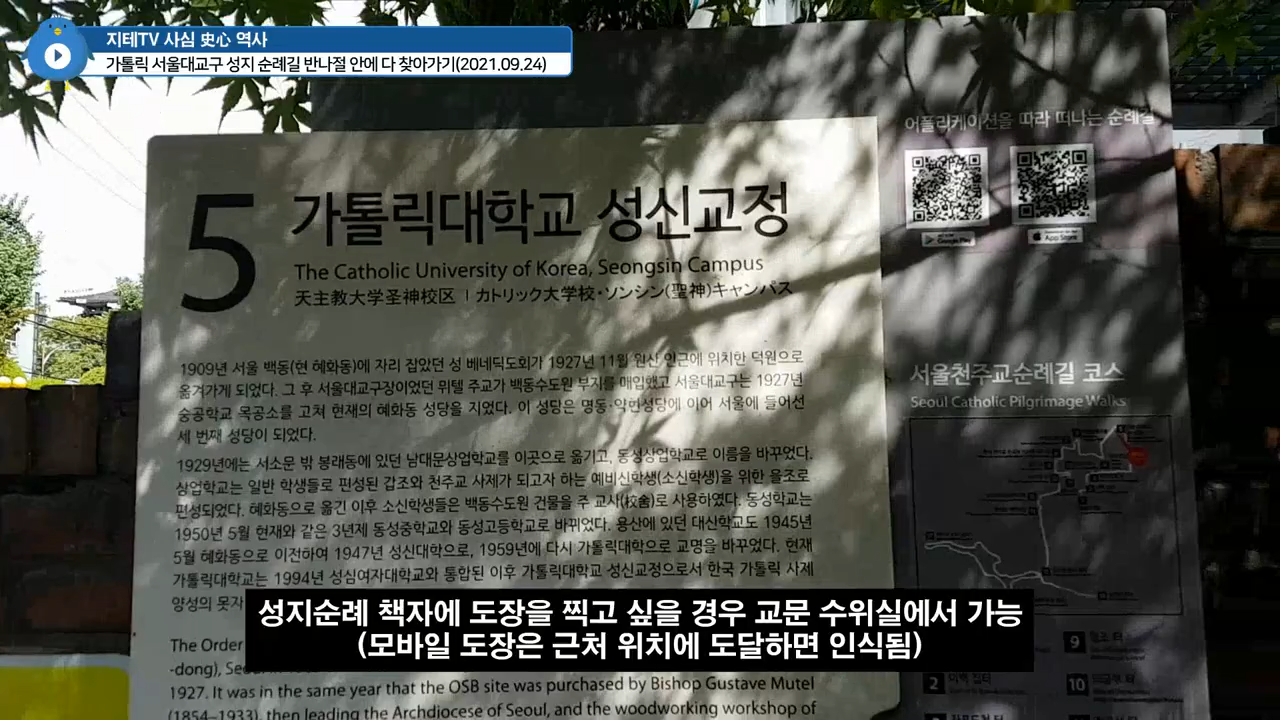 지테TV 사심 史心 역사
가톨릭 서울대교구 성지 순례길 반나절 안에 다 찾아가기(2021.09.24)
5 가톨릭대학교 성신교정
The Catholic University of Korea, Seongsin Campus
天主教大学圣神校区 | カトリック大学校・ソンシン(聖神)キャンパス
1909년 서울 백동(현 혜화동)에 자리 잡았던 성 베네딕도회가 1927년 11월 원산 인근에 위치한 덕원으로
옮겨가게 되었다. 그 후 서울대교구장이었던 뮈텔 주교가 백동수도원 부지를 매입했고 서울대교구는 1927년
숭공학교 목공소를 고쳐 현재의 혜화동 성당을 지었다. 이 성당은 명동·약현성당에 이어 서울에 들어선
세 번째 성당이 되었다.
1929년에는 서소문 밖 봉래동에 있던 남대문상업학교를 이곳으로 옮기고, 동성상업학교로 이름을 바꾸었다.
상업학교는 일반 학생들로 편성된 갑조와 천주교 사제가 되고자 하는 예비신학생(소신학생)을 위한 을조로
편성되었다. 혜화동으로 옮긴 이후 소신학생들은 백동수도원 건물을 주 교사(校舍)로 사용하였다. 동성학교는
1950년 5월 현재와 같은 3년제 동성중학교와 동성고등학교로 바뀌었다. 용산에 있던 대신학교도 1945년
5월 혜화동으로 이전하여 1947년 성신대학으로, 1959년에 다시 가톨릭대학으로 교명을 바꾸었다. 현재
가톨릭대학교는 1994년 성심여자대학교와 통합된 이후 가톨릭대학교 성신교정으로서 한국 가톨릭 사제
양성의 못자
The Order
-dong), Seoul
1927. It was in the same year that the OSB site was purchased by Bishop Gustave Mutel
(1854–1933), then leading the Archdiocese of Seoul, and the woodworking workshop of
어플리케이션을 따라 떠나는 순례길
Google Play
App Store
서울천주교순례길 코스
Seoul Catholic Pilgrimage Walks
9
2
10
성지순례 책자에 도장을 찍고 싶을 경우 교문 수위실에서 가능
(모바일 도장은 근처 위치에 도달하면 인식됨)